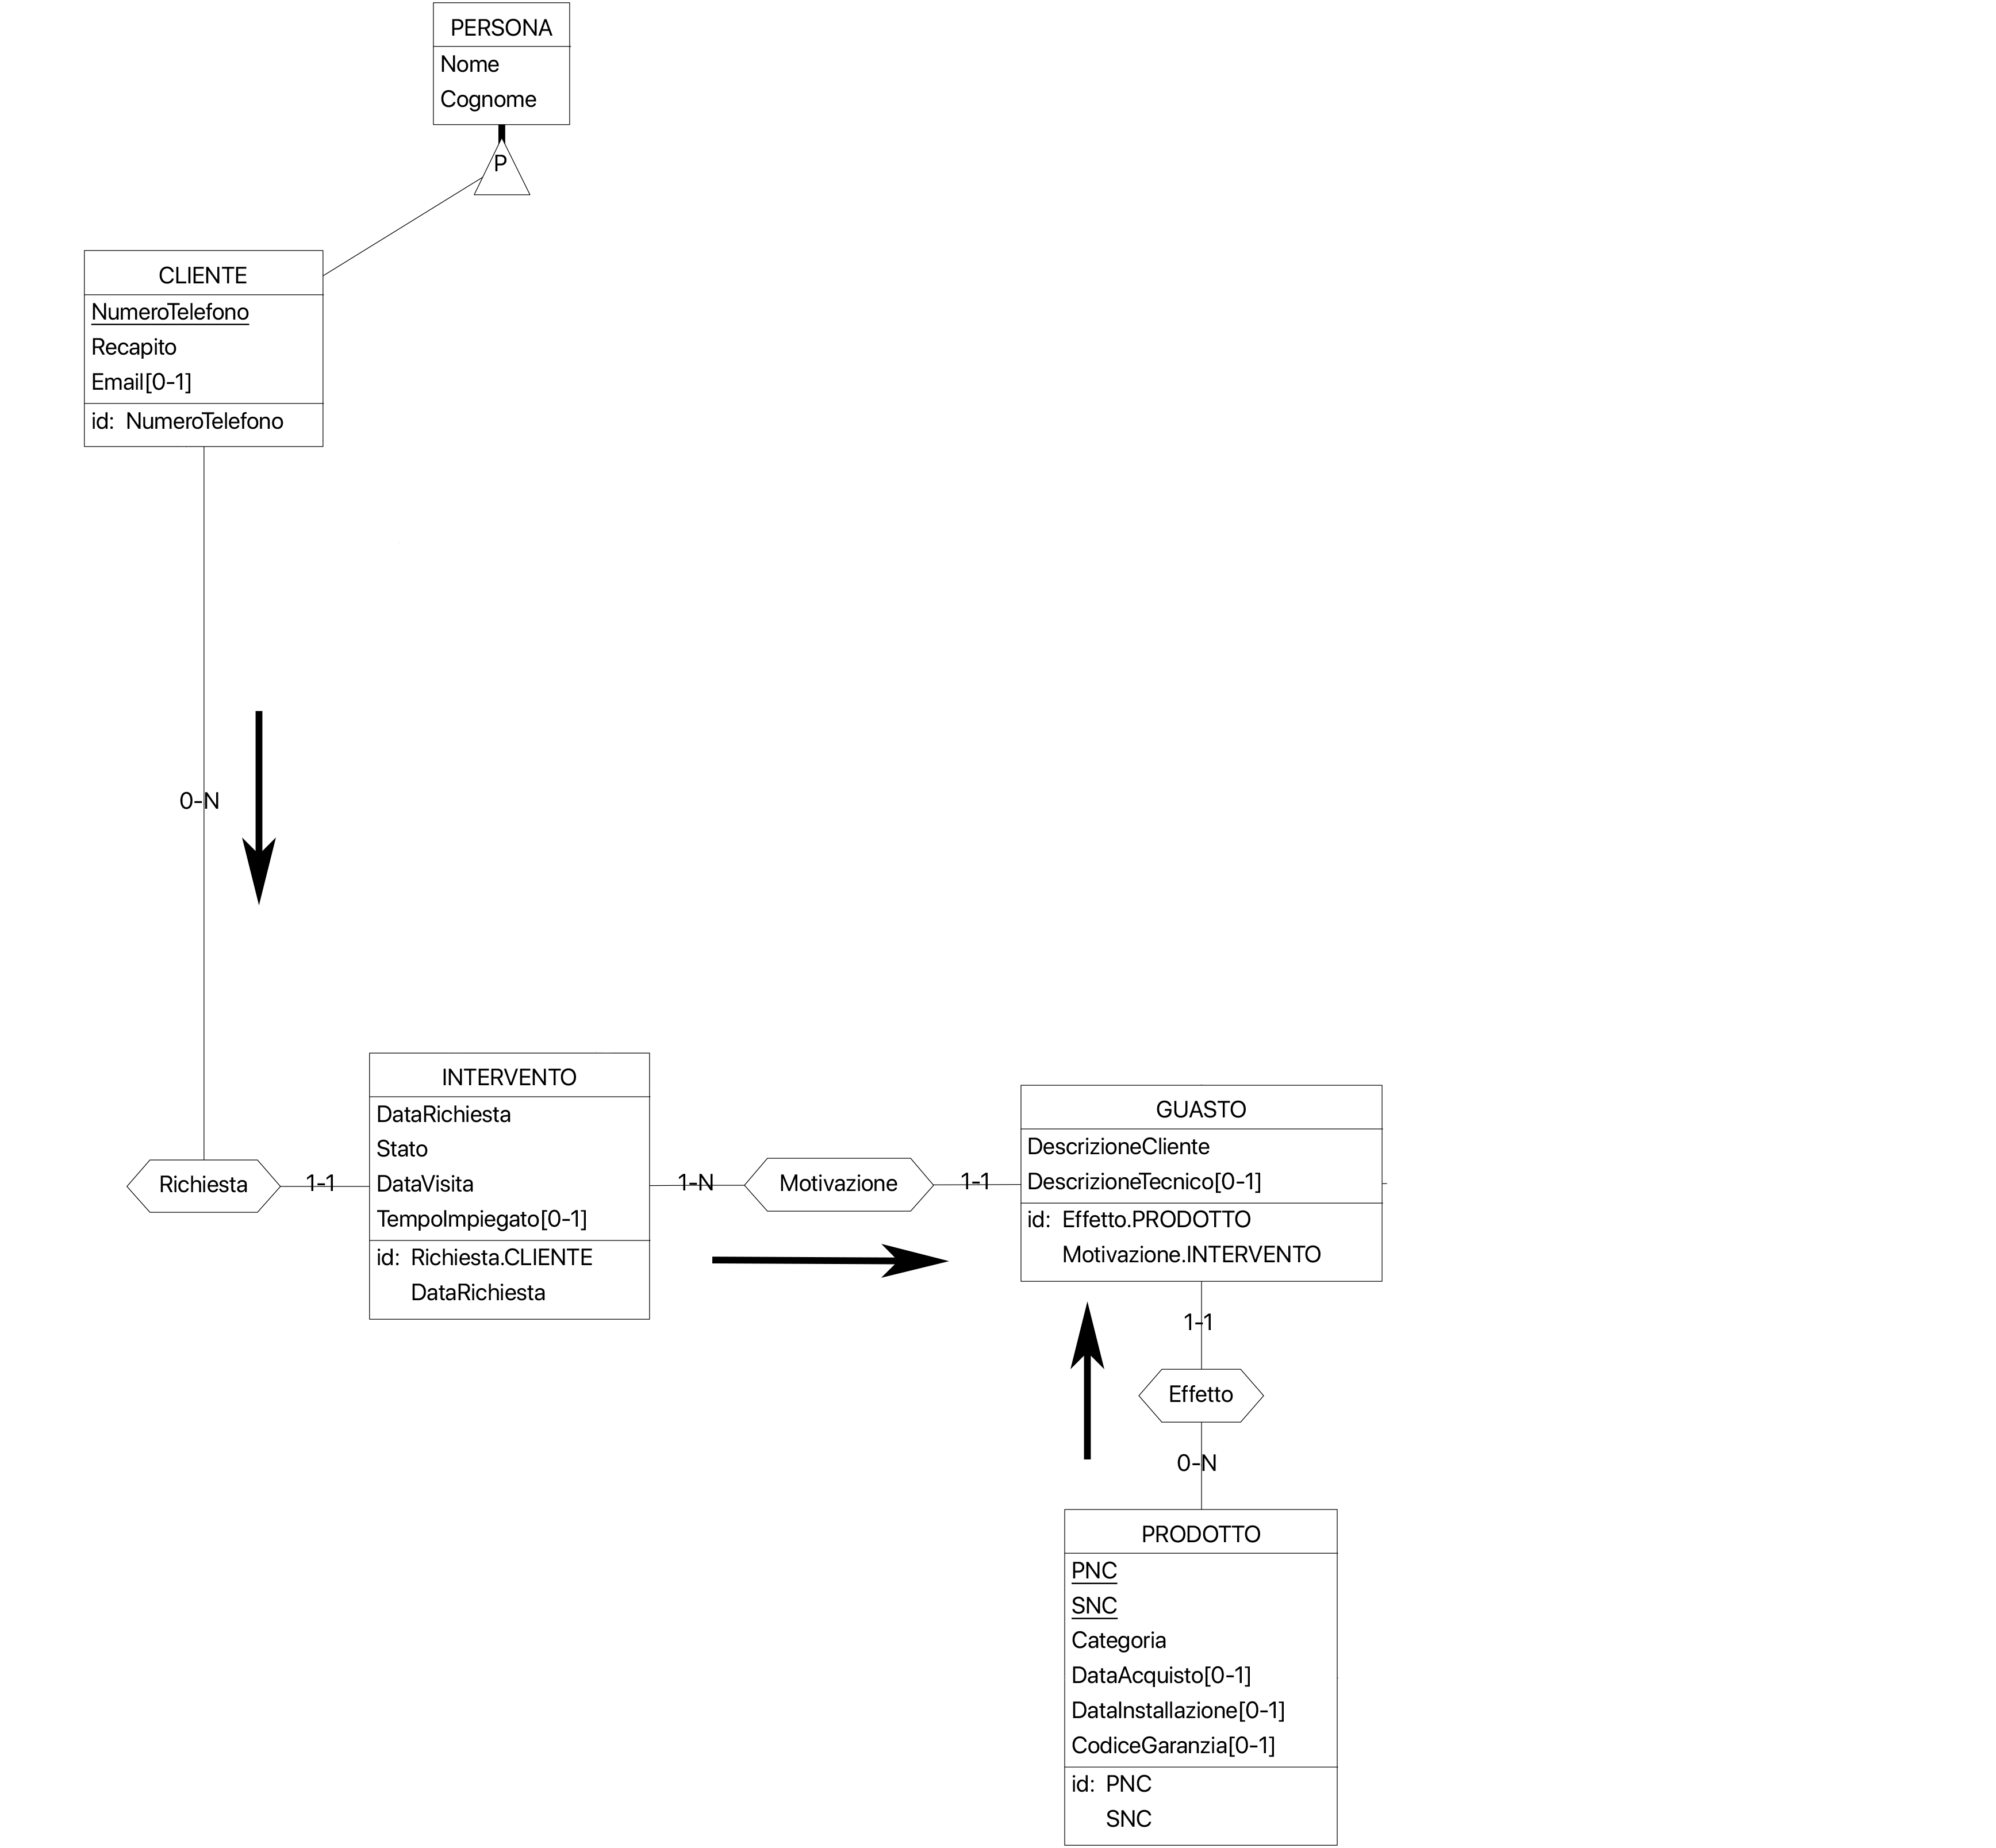 PERSONA
Nome
Cognome
P
CLIENTE
NumeroTelefono
Recapito
Email[0-1]
id: NumeroTelefono
0-N
Richiesta
1-1
INTERVENTO
DataRichiesta
Stato
DataVisita
TempoImpiegato[0-1]
id: Richiesta.CLIENTE
DataRichiesta
1-N
Motivazione
1-1
GUASTO
DescrizioneCliente
DescrizioneTecnico[0-1]
id: Effetto.PRODOTTO
Motivazione.INTERVENTO
1-1
Effetto
0-N
PRODOTTO
PNC
SNC
Categoria
DataAcquisto[0-1]
DataInstallazione[0-1]
CodiceGaranzia[0-1]
id: PNC
SNC